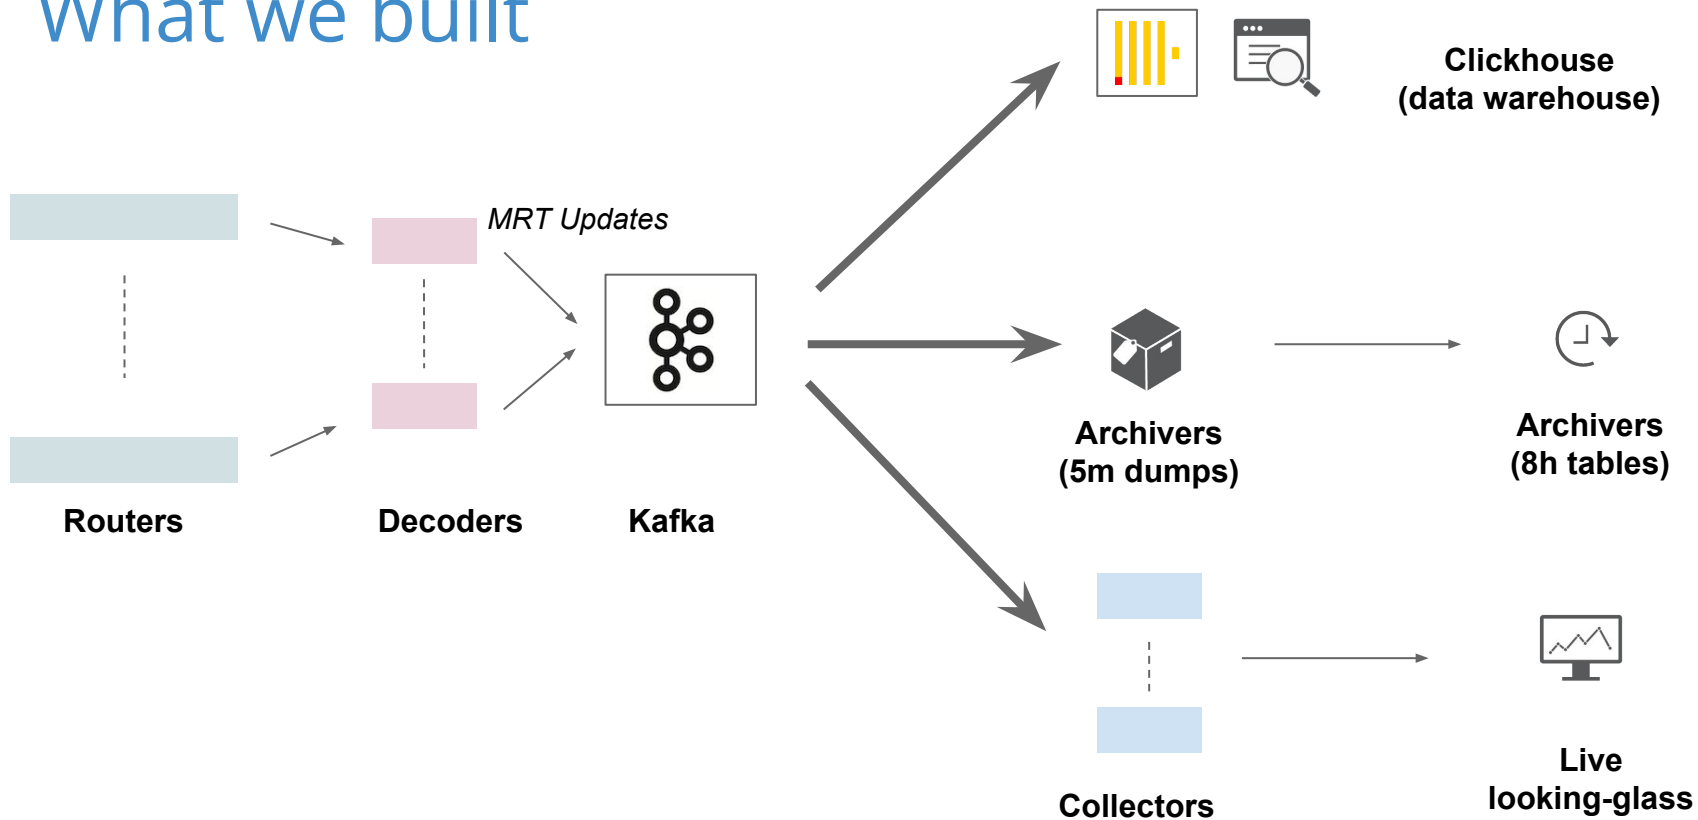 What we built
Clickhouse
(data warehouse)
MRT Updates
Archivers
(5m dumps)
Archivers
(8h tables)
Routers
Decoders
Kafka
Collectors
Live
looking-glass